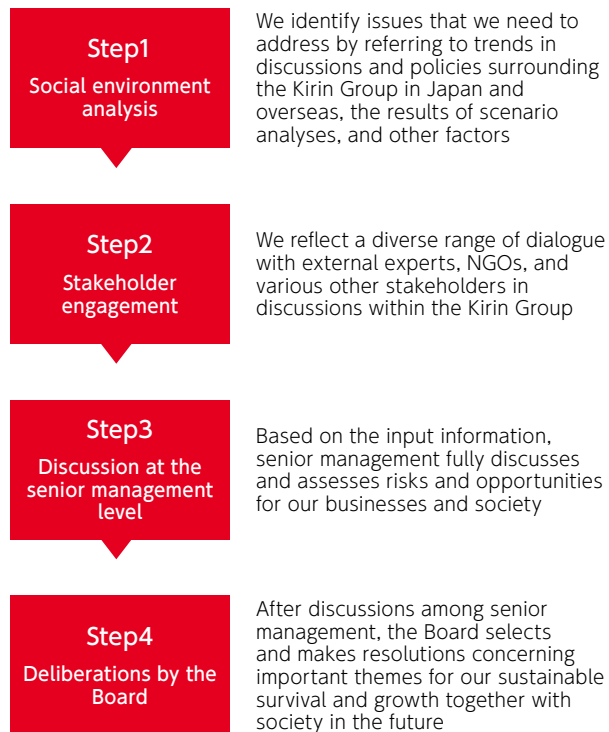 Step1
Social environment
analysis
We identify issues that we need to
address by referring to trends in
discussions and policies surrounding
the Kirin Group in Japan and
overseas, the results of scenario
analyses, and other factors
Step2
Stakeholder
engagement
We reflect a diverse range of dialogue
with external experts, NGOs, and
various other stakeholders in
discussions within the Kirin Group
Step3
Discussion at the
senior management
level
Based on the input information,
senior management fully discusses
and assesses risks and opportunities
for our businesses and society
Step4
Deliberations by the
Board
After discussions among senior
management, the Board selects
and makes resolutions concerning
important themes for our sustainable
survival and growth together with
society in the future